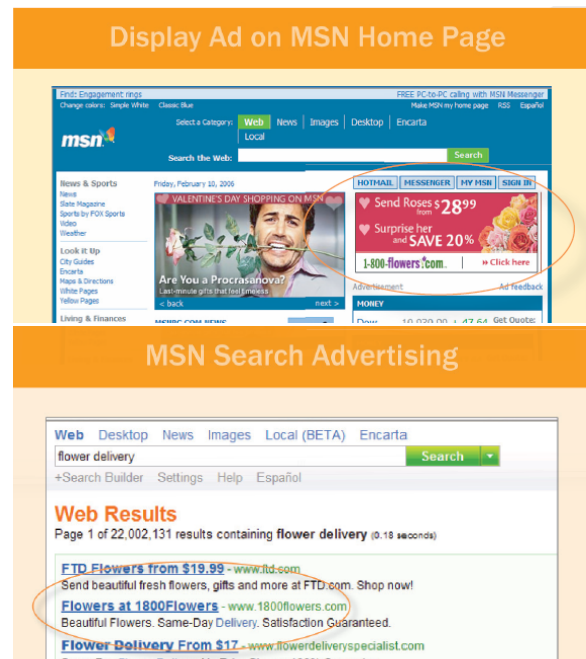 Display Ad on MSN Home Page
Find: Engagement rings
FREE PC-to-PC calling with MSN Messenger
Change colors: Simple White Classic Blue
Make MSN my home page RSS Español
Select a Category: Web News Images Desktop Encarta
Local
msn
Search the Web: Search
News & Sports
News
Slate Magazine
Sports by FOX Sports
Video
Weather
Look it Up
City Guides
Encarta
Maps & Directions
White Pages
Yellow Pages
Living & Finances
Friday, February 10, 2006
VALENTINE'S DAY SHOPPING ON MSN
Are You a Procrasanova?
Last-minute gifts that feel timeless
< back next >
MSNBC.COM NEWS
HOTMAIL MESSENGER MY MSN SIGN IN
Send Roses from $28 99
Surprise her
and SAVE 20%
1-800-flowers.com
» Click here
Advertisement Ad feedback
MONEY
Dow 47.64 Get Quote:
MSN Search Advertising
Web Desktop News Images Local (BETA) Encarta
flower delivery Search
+Search Builder Settings Help Español
Web Results
Page 1 of 22,002,131 results containing flower delivery (0.18 seconds)
FTD Flowers from $19.99 - www.ftd.com
Send beautiful fresh flowers, gifts and more at FTD.com. Shop now!
Flowers at 1800Flowers - www.1800flowers.com
Beautiful Flowers. Same-Day Delivery. Satisfaction Guaranteed.
Flower Delivery From $17 - www.flowerdeliveryspecialist.com